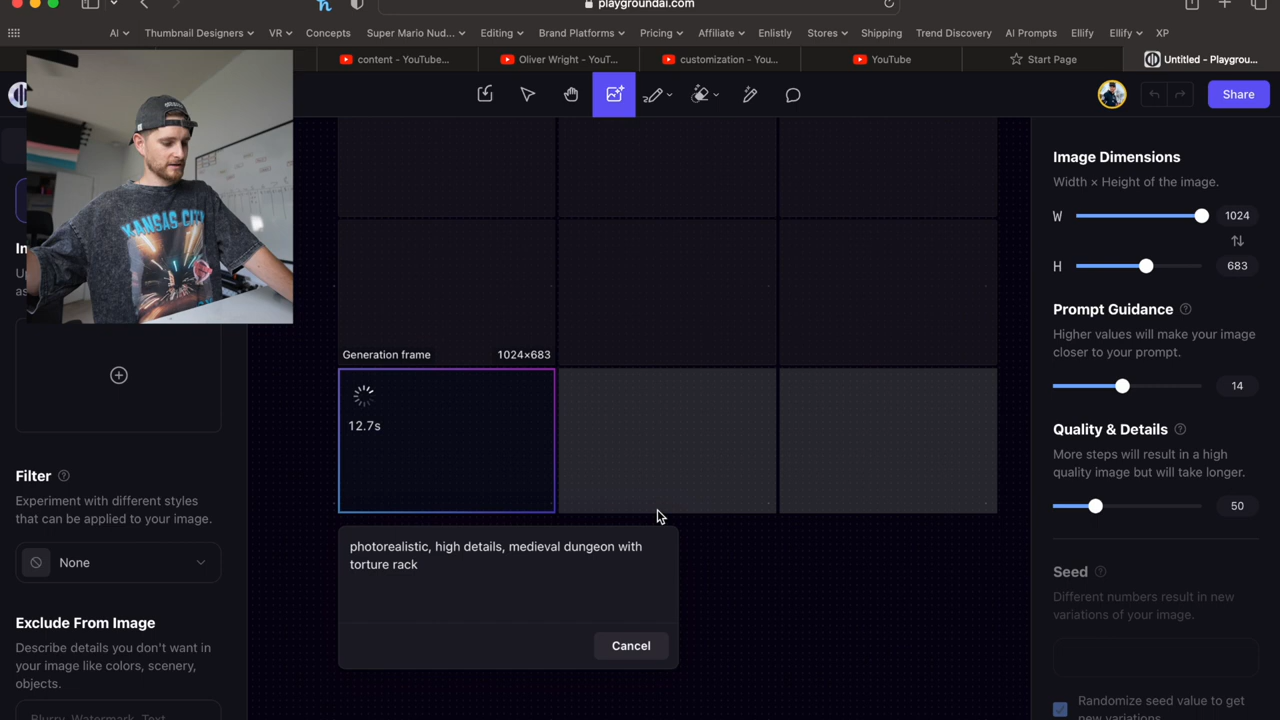 playgroundai.com
AI
Thumbnail Designers
VR
Concepts
Super Mario Nud...
Editing
Brand Platforms
Pricing
Affiliate
Enlistly
Stores
Shipping
Trend Discovery
AI Prompts
Ellify
Ellify
XP
content - YouTube...
Oliver Wright - YouT...
customization - You...
YouTube
Start Page
Untitled - Playgrou...
Share
KANSAS CITY
Filter
Experiment with different styles
that can be applied to your image.
None
Exclude From Image
Describe details you don't want in
your image like colors, scenery,
objects.
Blurry, Watermark, Text
Generation frame
1024×683
12.7s
photorealistic, high details, medieval dungeon with
torture rack
Cancel
Image Dimensions
Width × Height of the image.
W
1024
H
683
Prompt Guidance
Higher values will make your image
closer to your prompt.
14
Quality & Details
More steps will result in a high
quality image but will take longer.
50
Seed
Different numbers result in new
variations of your image.
Randomize seed value to get
new variations